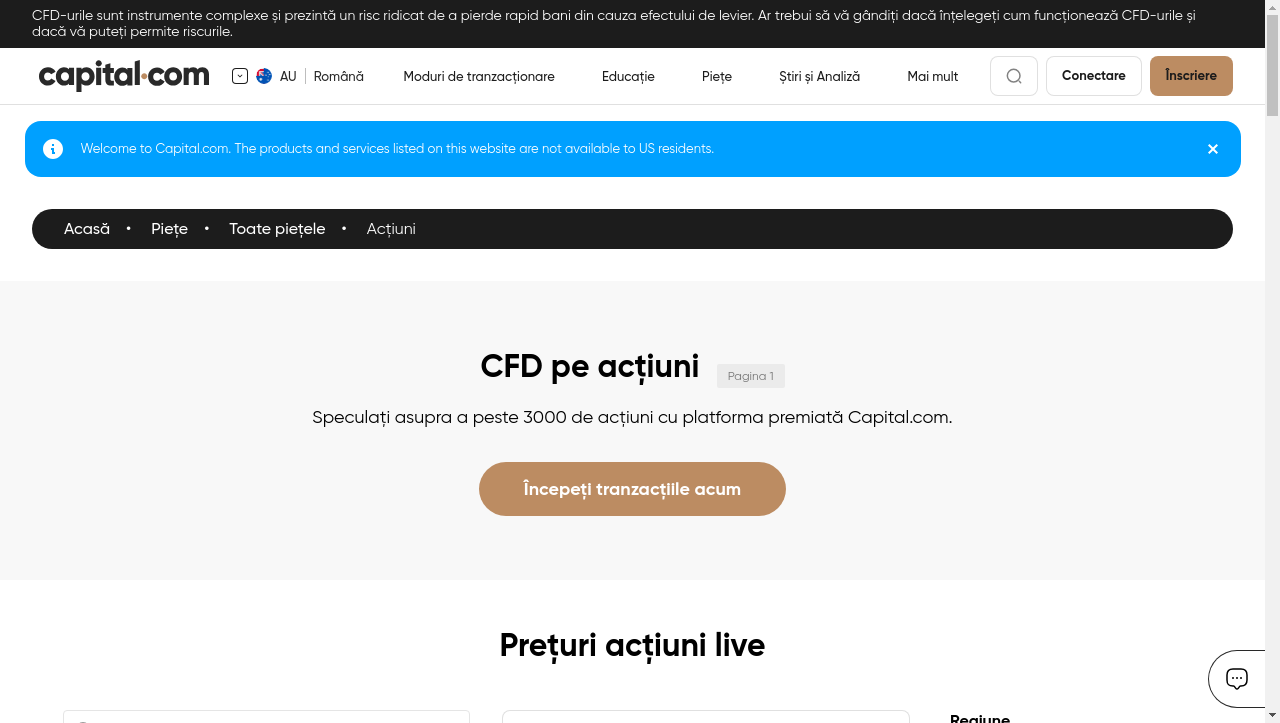 CFD-urile sunt instrumente complexe și prezintă un risc ridicat de a pierde rapid bani din cauza efectului de levier. Ar trebui să vă gândiți dacă înțelegeți cum funcționează CFD-urile și
dacă vă puteți permite riscurile.
capital.com
AU
Română
Moduri de tranzacționare
Educație
Piețe
Știri și Analiză
Mai mult
Conectare
Înscriere
Welcome to Capital.com. The products and services listed on this website are not available to US residents.
Acasă • Piețe • Toate piețele • Acțiuni
CFD pe acțiuni
Pagina 1
Speculați asupra a peste 3000 de acțiuni cu platforma premiată Capital.com.
Începeți tranzacțiile acum
Prețuri acțiuni live
Regiune